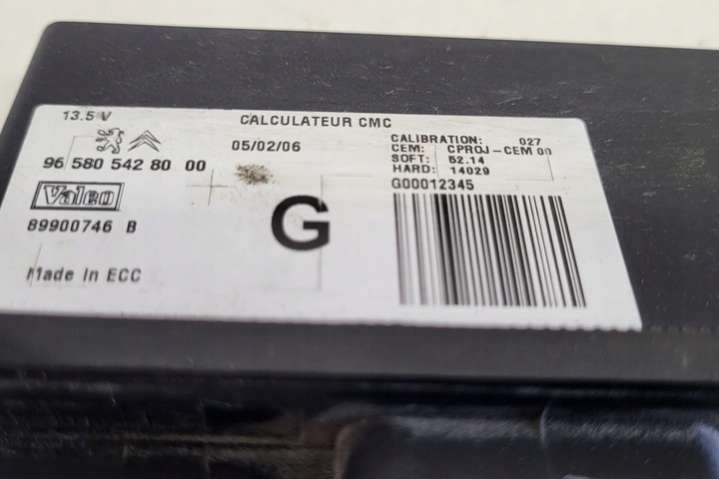 13.5 V
CALCULATEUR CMC
96 580 542 80 00
05/02/06
CALIBRATION: 027
CEM: CPROJ-CEM 00
SOFT: 52.14
HARD: 14029
G00012345
Valeo
89900746 B
G
Made In ECC